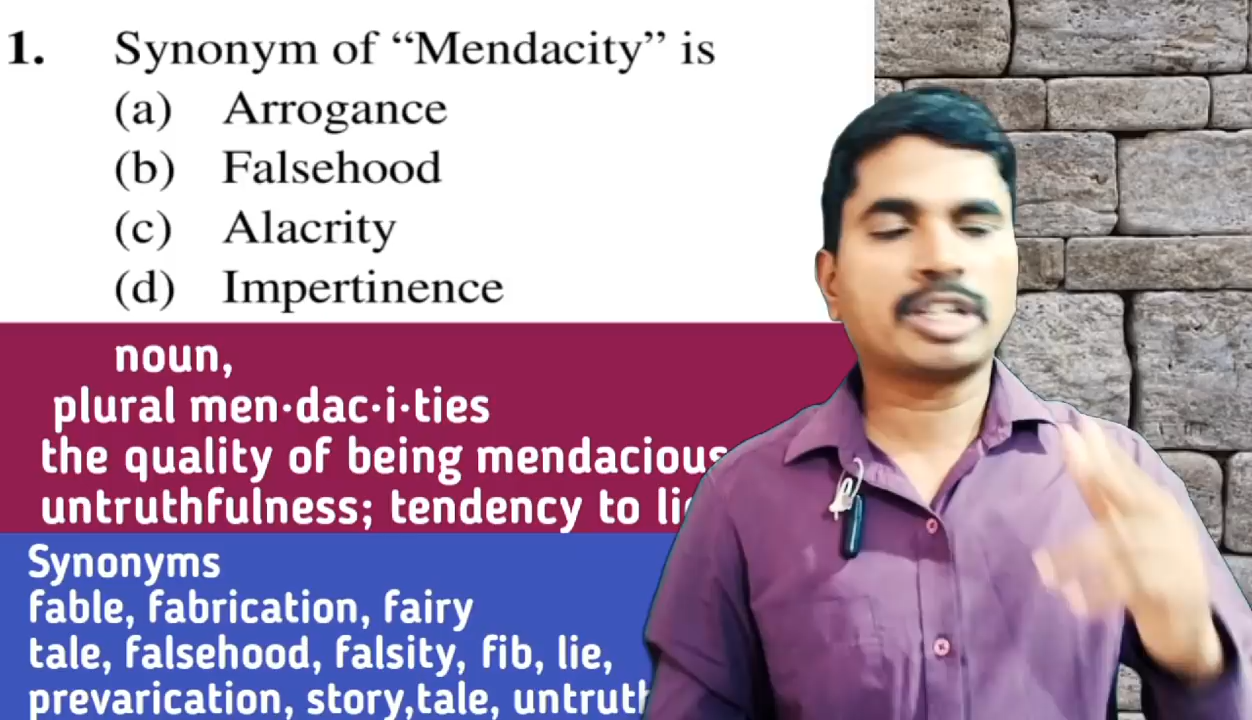 1. Synonym of “Mendacity” is
(a) Arrogance
(b) Falsehood
(c) Alacrity
(d) Impertinence
noun,
plural men·dac·i·ties
the quality of being mendacious
untruthfulness; tendency to
Synonyms
fable, fabrication, fairy
tale, falsehood, falsity, fib, lie,
prevarication, story,tale,